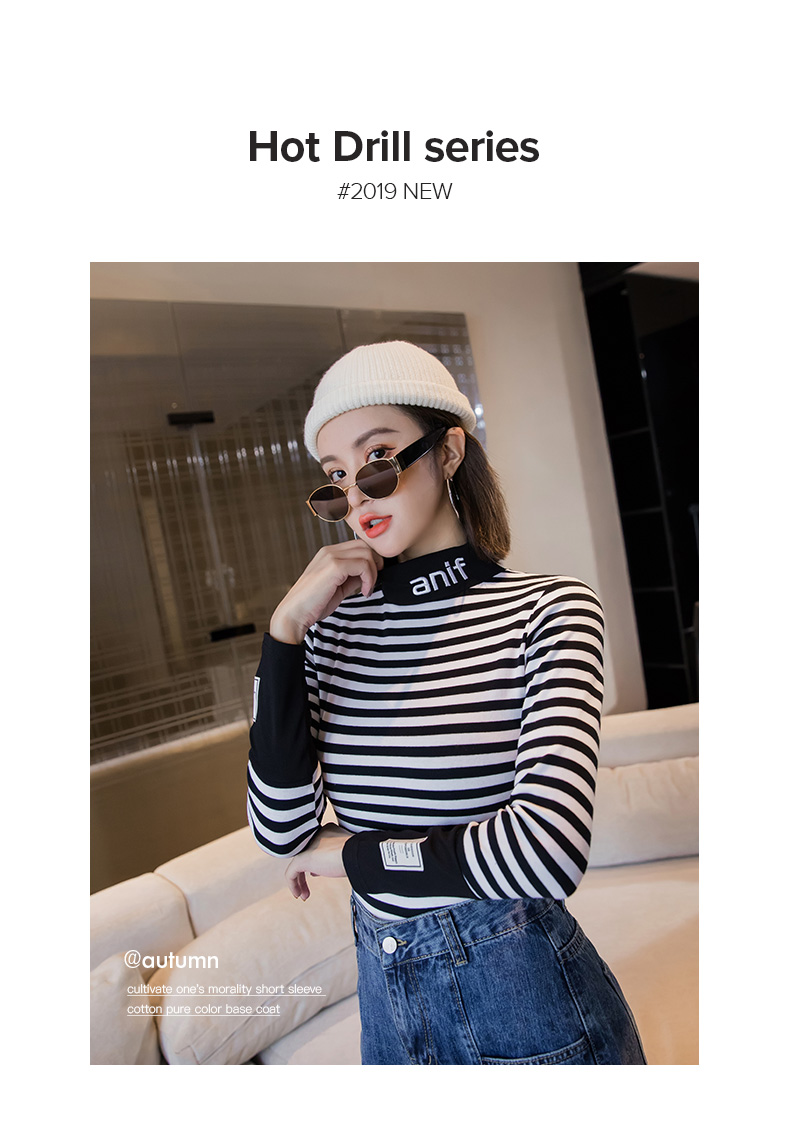 Hot Drill series
#2019 NEW
anif
@autumn
cultivate one's morality short sleeve
cotton pure color base coat